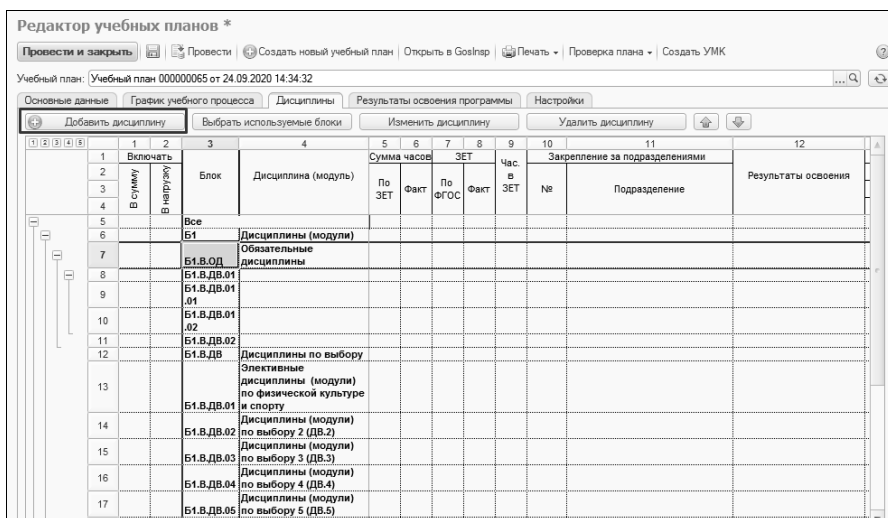 Редактор учебных планов *
Провести и закрыть Провести Создать новый учебный план Открыть в GosInsp Печать Проверка плана Создать УМК
Учебный план: Учебный план 000000065 от 24.09.2020 14:34:32 ...
Основные данные График учебного процесса Дисциплины Результаты освоения программы Настройки
Добавить дисциплину Выбрать используемые блоки Изменить дисциплину Удалить дисциплину
1 2 3 4 5 1 2 3 4 5 6 7 8 9 10 11 12
1 Включать Блок Дисциплина (модуль) Сумма часов ЗЕТ Час. в ЗЕТ Закрепление за подразделениями Результаты освоения
2 В сумму В нагрузку По ЗЕТ Факт По ФГОС Факт № Подразделение
3
4
5 Все
6 Б1 Дисциплины (модули)
7 Б1.В.ОД Обязательные
дисциплины
8 Б1.В.ДВ.01
9 Б1.В.ДВ.01
.01
10 Б1.В.ДВ.01
.02
11 Б1.В.ДВ.02
12 Б1.В.ДВ Дисциплины по выбору
13 Б1.В.ДВ.01 Элективные
дисциплины (модули)
по физической культуре
и спорту
14 Б1.В.ДВ.02 Дисциплины (модули)
по выбору 2 (ДВ.2)
15 Б1.В.ДВ.03 Дисциплины (модули)
по выбору 3 (ДВ.3)
16 Б1.В.ДВ.04 Дисциплины (модули)
по выбору 4 (ДВ.4)
17 Б1.В.ДВ.05 Дисциплины (модули)
по выбору 5 (ДВ.5)